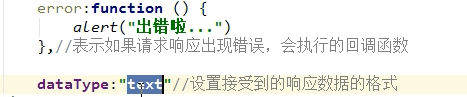 error:function () {
alert("出错啦...")
},//表示如果请求响应出现错误，会执行的回调函数
dataType:"text"//设置接受到的响应数据的格式